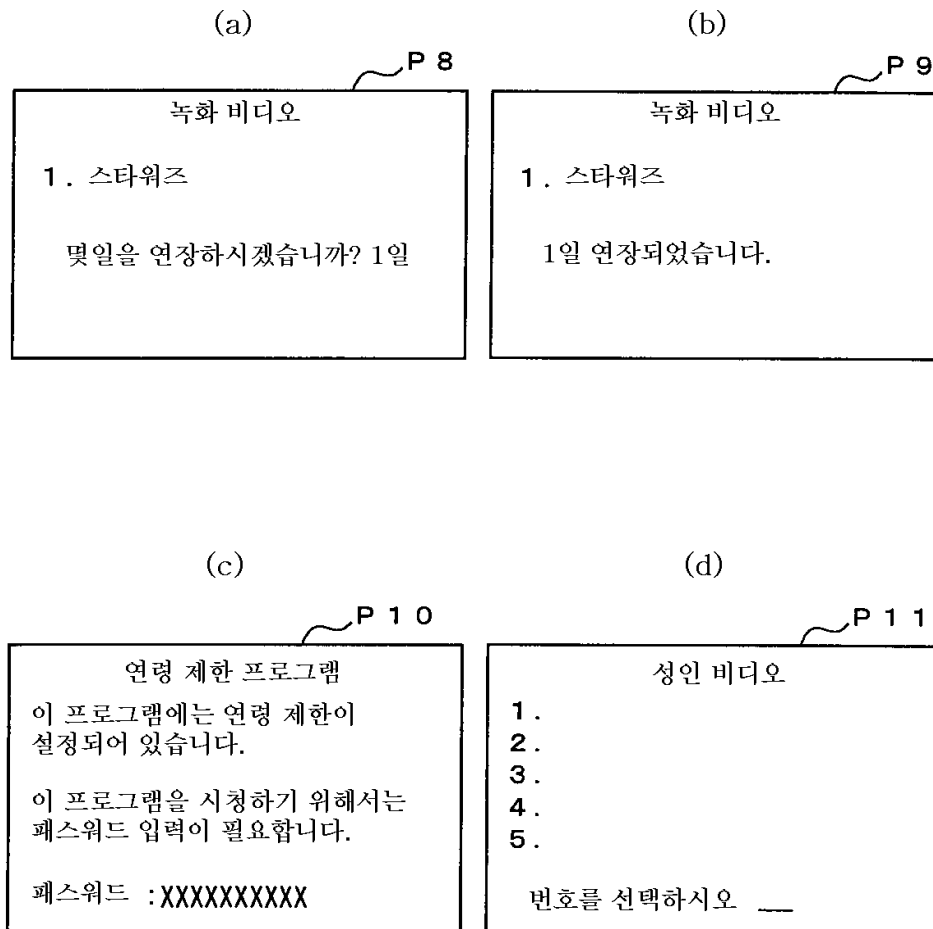 (a)
P 8
녹화 비디오
1. 스타워즈
몇일을 연장하시겠습니까? 1일
(b)
P 9
녹화 비디오
1. 스타워즈
1일 연장되었습니다.
(c)
P 1 0
연령 제한 프로그램
이 프로그램에는 연령 제한이
설정되어 있습니다.
이 프로그램을 시청하기 위해서는
패스워드 입력이 필요합니다.
패스워드 :XXXXXXXXXX
(d)
P 1 1
성인 비디오
1.
2.
3.
4.
5.
번호를 선택하시오 __